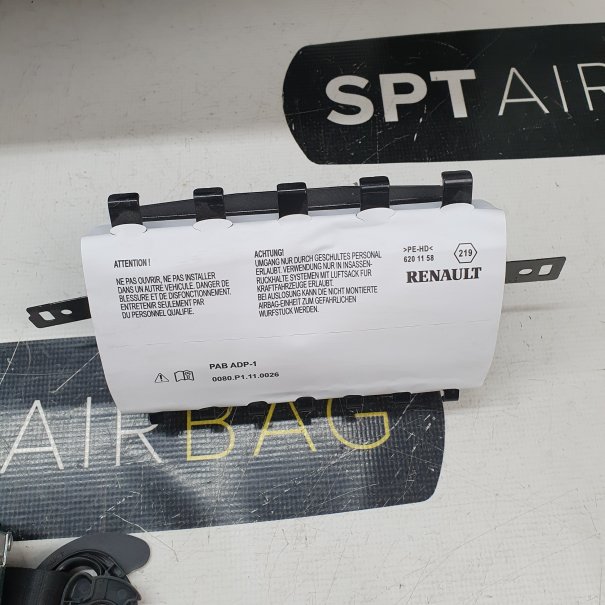 SPT AIR
ATTENTION !
NE PAS OUVRIR, NE PAS INSTALLER
DANS UN AUTRE VEHICULE. DANGER DE
BLESSURE ET DE DISFONCTIONNEMENT.
ENTRETENIR SEULEMENT PAR
DU PERSONNEL QUALIFIE.
ACHTUNG!
UMGANG NUR DURCH GESCHULTES PERSONAL
ERLAUBT. VERWENDUNG NUR IN INSASSEN-
RUCKHALTE SYSTEMEN MIT LUFTSACK FUR
KRAFTFAHRZEUGE ERLAUBT.
BEI AUSLOSUNG KANN DIE NICHT MONTIERTE
AIRBAG-EINHEIT ZUM GEFAHRLICHEN
WURFSTUCK WERDEN.
>PE-HD<
620 11 58
219
RENAULT
PAB ADP-1
0080.P1.11.0026
AIRBAG